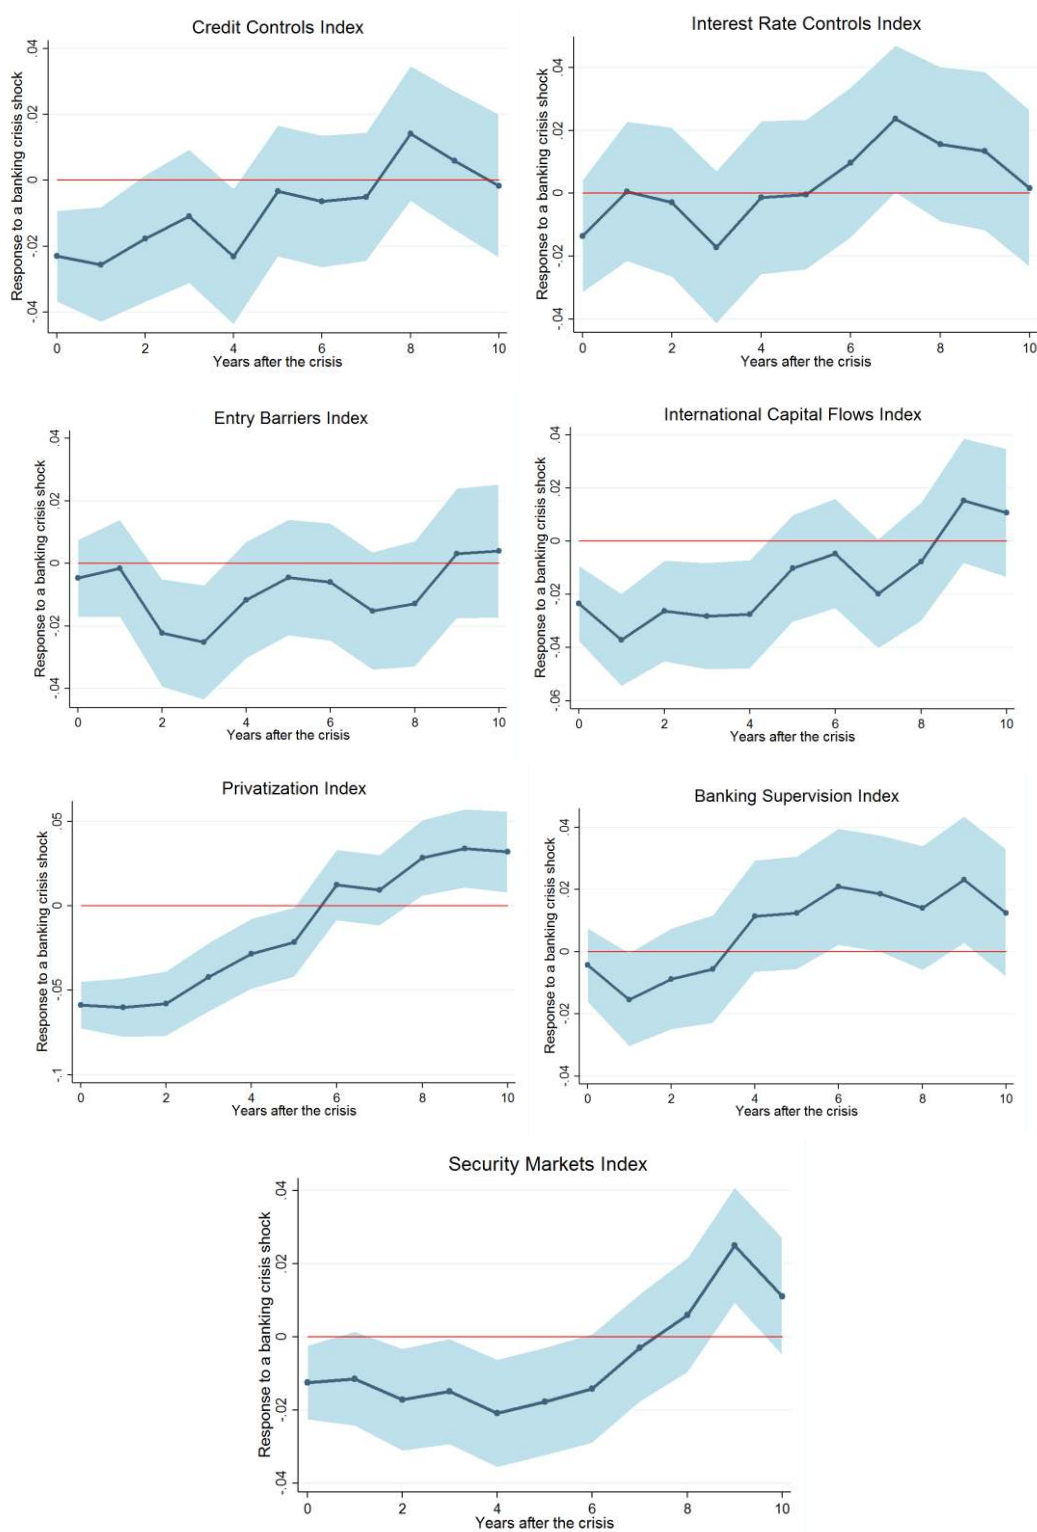 Credit Controls Index
Response to a banking crisis shock
.04
.02
0
-.02
-.04
0 2 4 6 8 10
Years after the crisis
Interest Rate Controls Index
Response to a banking crisis shock
.04
.02
0
-.02
-.04
0 2 4 6 8 10
Years after the crisis
Entry Barriers Index
Response to a banking crisis shock
.04
.02
0
-.02
-.04
0 2 4 6 8 10
Years after the crisis
International Capital Flows Index
Response to a banking crisis shock
.04
.02
0
-.02
-.04
-.06
0 2 4 6 8 10
Years after the crisis
Privatization Index
Response to a banking crisis shock
.05
0
-.05
-.1
0 2 4 6 8 10
Years after the crisis
Banking Supervision Index
Response to a banking crisis shock
.04
.02
0
-.02
-.04
0 2 4 6 8 10
Years after the crisis
Security Markets Index
Response to a banking crisis shock
.04
.02
0
-.02
-.04
0 2 4 6 8 10
Years after the crisis